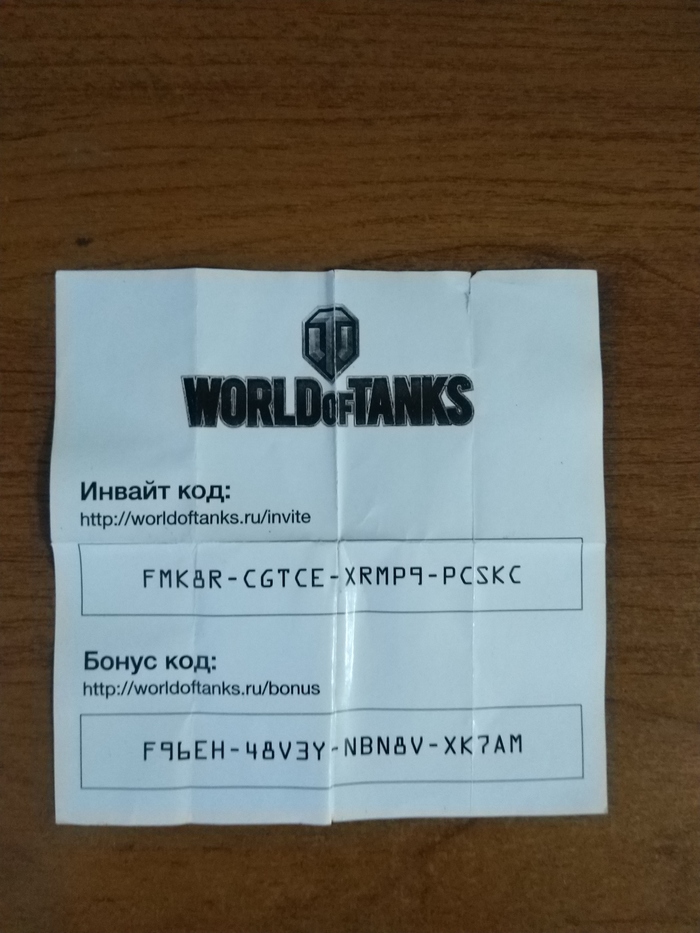 WORLD OF TANKS
Инвайт код:
http://worldoftanks.ru/invite
FMK8R-CGTCE-XRMP9-PCSKC
Бонус код:
http://worldoftanks.ru/bonus
F96EH-48V3Y-NBN8V-XK7AM